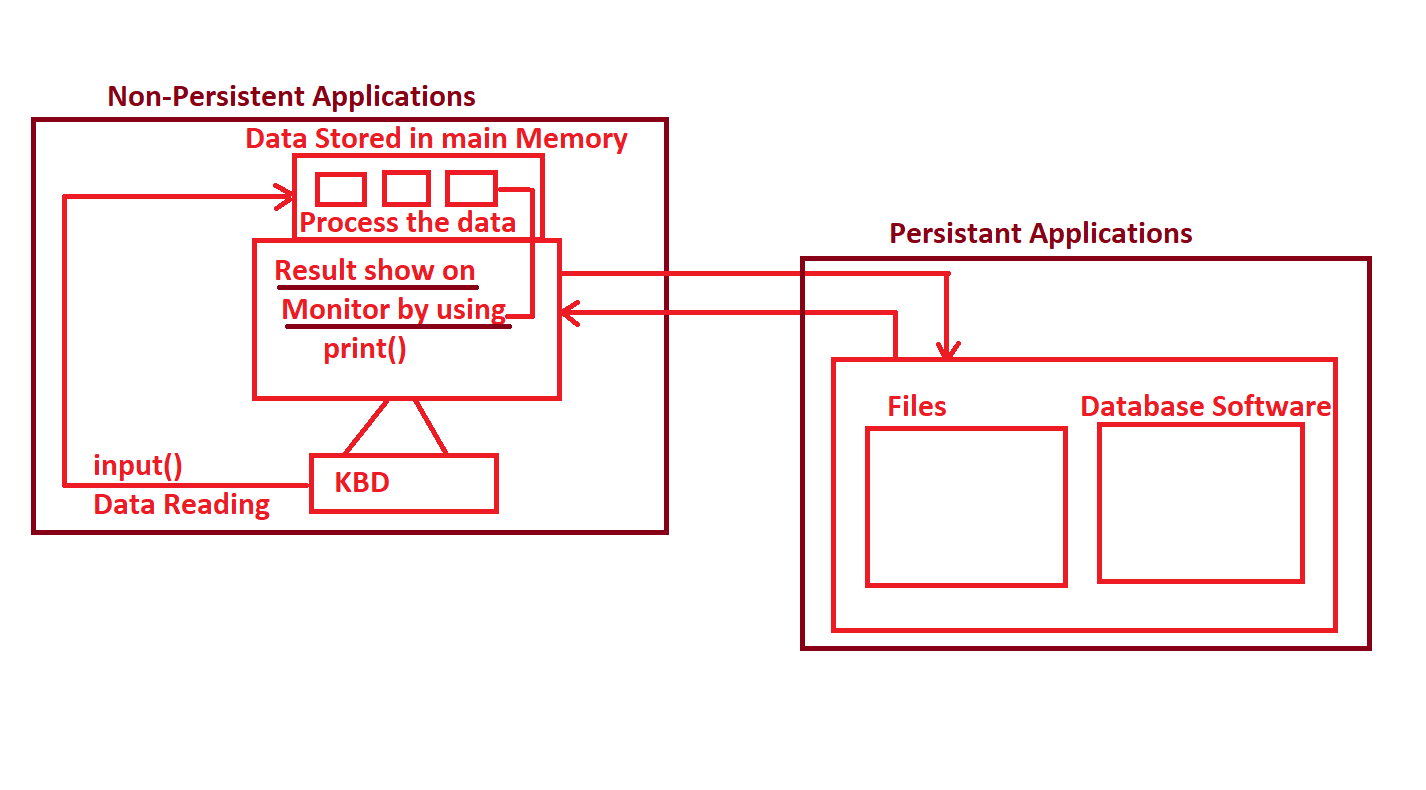 Non-Persistent Applications
Data Stored in main Memory
Process the data
Result show on
Monitor by using
print()
input()
Data Reading
KBD
Persistant Applications
Files
Database Software